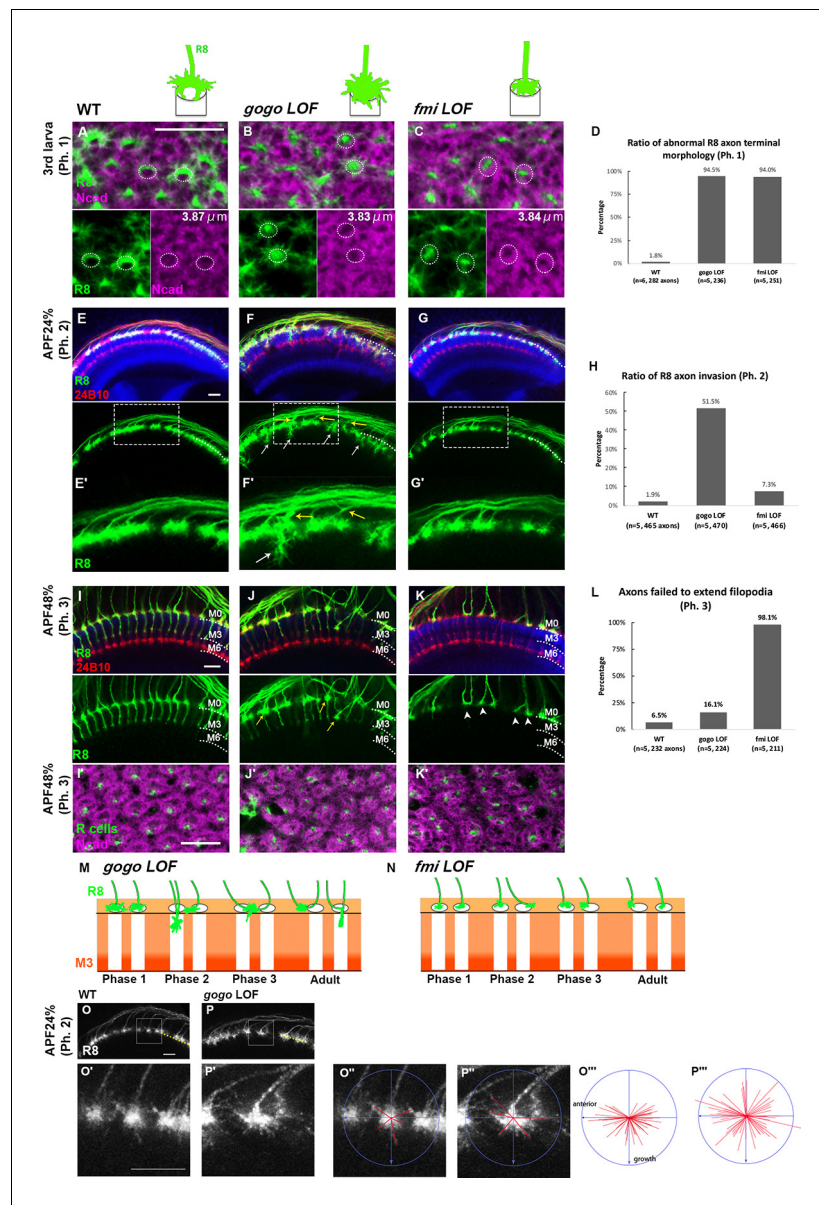 R8
WT
gogo LOF
fmi LOF
3rd larva
(Ph. 1)
A
R8
Ncad
B
C
3.87 μm
R8
Ncad
3.83 μm
3.84 μm
D
Ratio of abnormal R8 axon terminal
morphology (Ph. 1)
Percentage
100%
75%
50%
25%
0%
1.8%
94.5%
94.0%
WT
(n=6, 282 axons)
gogo LOF
(n=5, 236)
fmi LOF
(n=5, 251)
APF24%
(Ph. 2)
E
R8
24B10
F
G
E'
R8
F'
G'
H
Ratio of R8 axon invasion (Ph. 2)
Percentage
60%
50%
40%
30%
20%
10%
0%
1.9%
51.5%
7.3%
WT
(n=5, 465 axons)
gogo LOF
(n=5, 470)
fmi LOF
(n=5, 466)
APF48%
(Ph. 3)
I
R8
24B10
M0
M3
M6
J
M0
M3
M6
K
M0
M3
M6
R8
M0
M3
M6
M0
M3
M6
M0
M3
M6
L
Axons failed to extend filopodia
(Ph. 3)
Percentage
100%
75%
50%
25%
0%
6.5%
16.1%
98.1%
WT
(n=5, 232 axons)
gogo LOF
(n=5, 224)
fmi LOF
(n=5, 211)
APF48%
(Ph. 3)
I'
R cells
Ncad
J'
K'
M
gogo LOF
R8
M3
Phase 1
Phase 2
Phase 3
Adult
N
fmi LOF
Phase 1
Phase 2
Phase 3
Adult
APF24%
(Ph. 2)
WT
gogo LOF
O
R8
P
O'
P'
O''
P''
O'''
anterior
growth
P'''